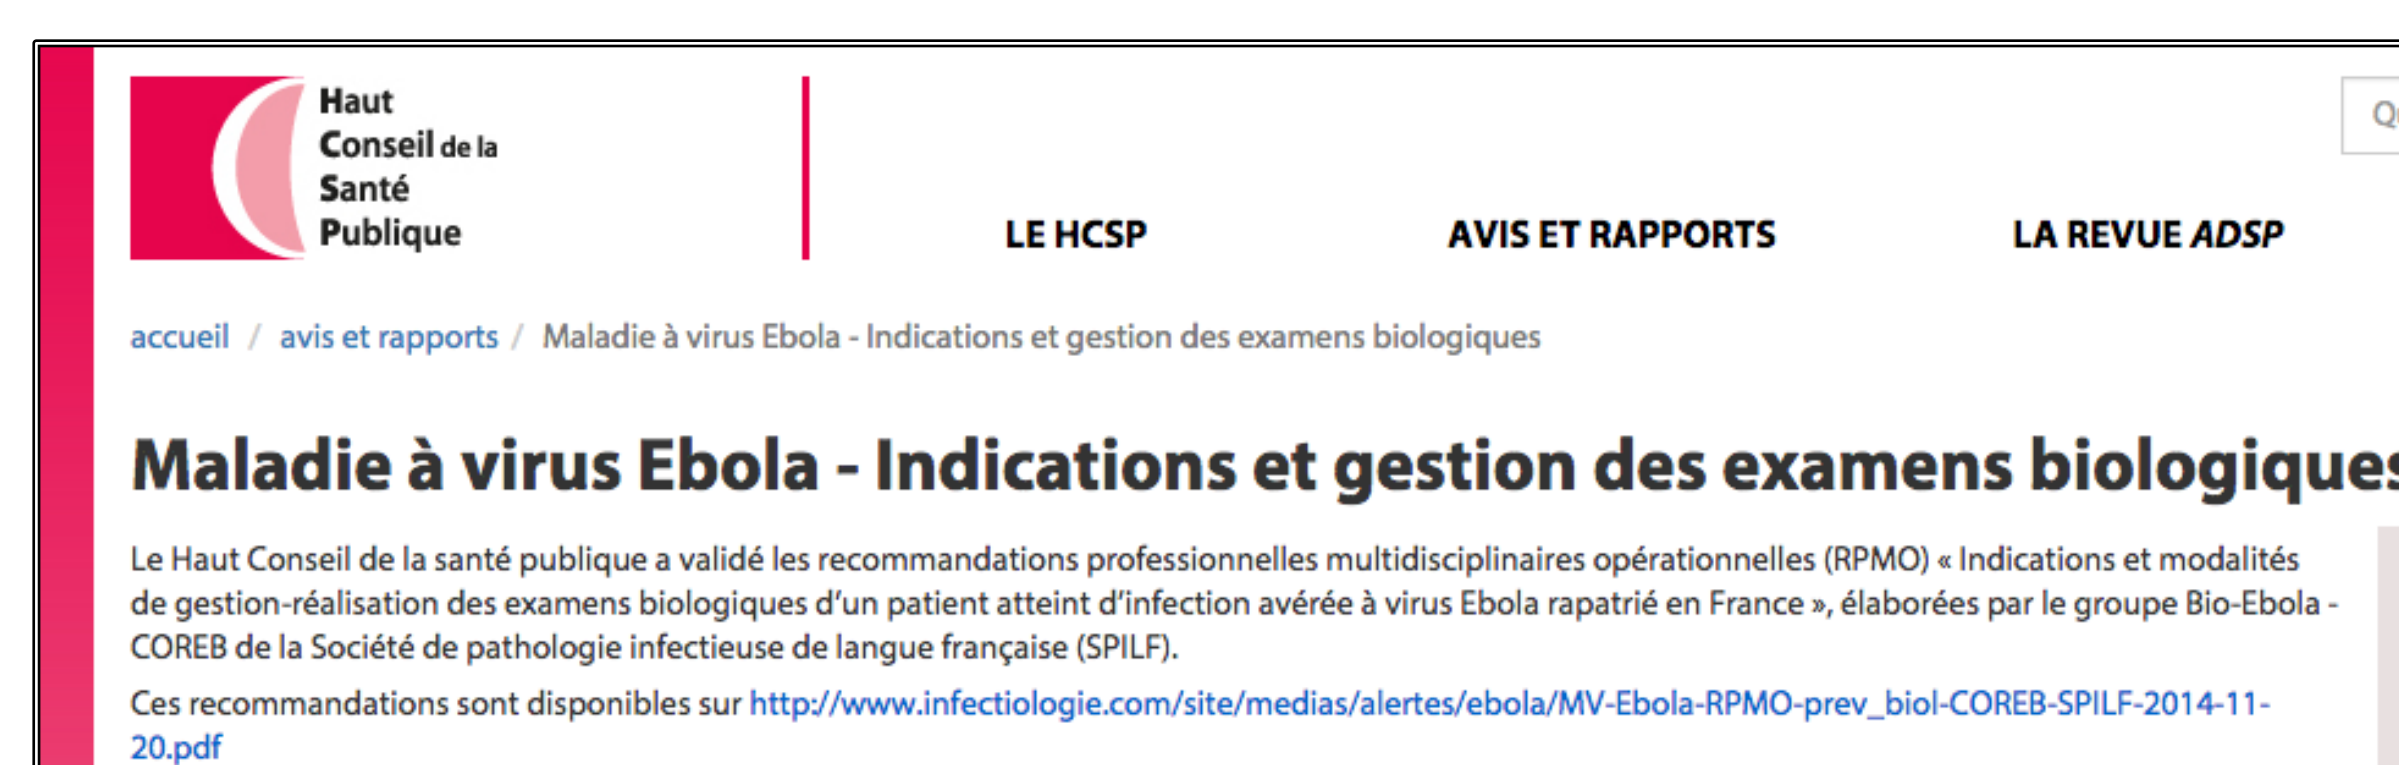 Haut
Conseil de la
Santé
Publique
LE HCSP AVIS ET RAPPORTS LA REVUE ADSP
accueil / avis et rapports / Maladie à virus Ebola - Indications et gestion des examens biologiques
Maladie à virus Ebola - Indications et gestion des examens biologiques
Le Haut Conseil de la santé publique a validé les recommandations professionnelles multidisciplinaires opérationnelles (RPMO) « Indications et modalités
de gestion-réalisation des examens biologiques d’un patient atteint d’infection avérée à virus Ebola rapatrié en France », élaborées par le groupe Bio-Ebola -
COREB de la Société de pathologie infectieuse de langue française (SPILF).
Ces recommandations sont disponibles sur http://www.infectiologie.com/site/medias/alertes/ebola/MV-Ebola-RPMO-prev_biol-COREB-SPILF-2014-11-
20.pdf